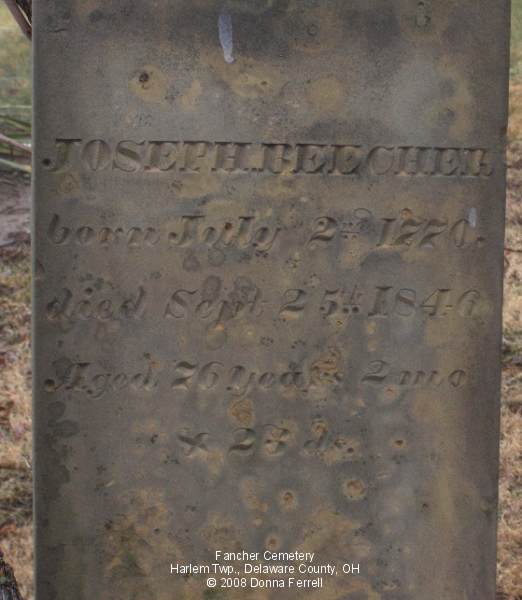 JOSEPH BEECHER
born July 2nd 1770.
died Sept 25th 1846
Aged 76 Years 2 mo
& 23 ds.
Fancher Cemetery
Harlem Twp., Delaware County, OH
© 2008 Donna Ferrell